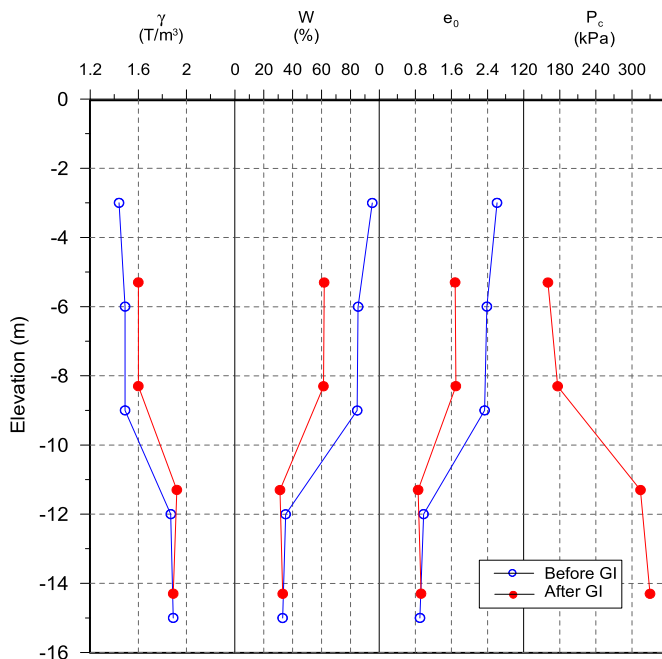 γ W e₀ P_c
(T/m³) (%) (kPa)
1.2 1.6 2 0 20 40 60 80 0 0.8 1.6 2.4 120 180 240 300
0
-2
-4
-6
-8
-10
-12
-14
-16
Elevation (m)
Before GI
After GI